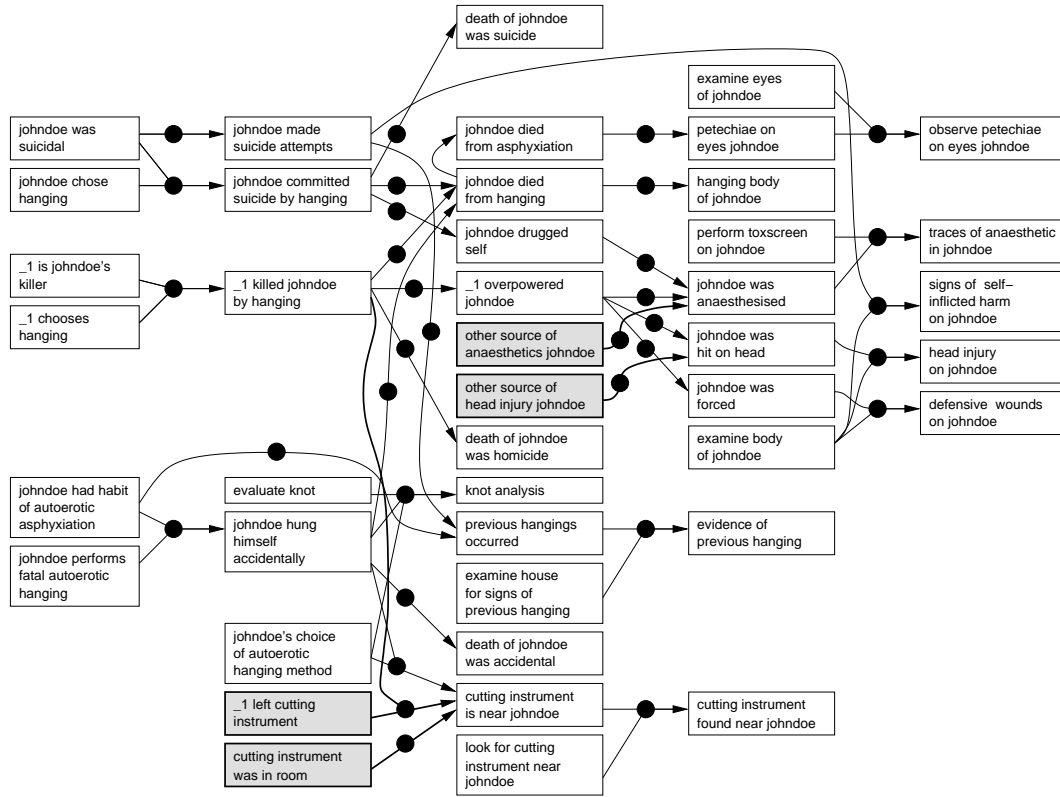 death of johndoe
was suicide
examine eyes
of johndoe
johndoe was
suicidal
johndoe made
suicide attempts
johndoe died
from asphyxiation
petechiae on
eyes johndoe
observe petechiae
on eyes johndoe
johndoe chose
hanging
johndoe committed
suicide by hanging
johndoe died
from hanging
hanging body
of johndoe
johndoe drugged
self
perform toxscreen
on johndoe
traces of anaesthetic
in johndoe
_1 is johndoe's
killer
_1 killed johndoe
by hanging
_1 overpowered
johndoe
johndoe was
anaesthesised
signs of self−
inflicted harm
on johndoe
_1 chooses
hanging
other source of
anaesthetics johndoe
johndoe was
hit on head
head injury
on johndoe
other source of
head injury johndoe
johndoe was
forced
defensive wounds
on johndoe
death of johndoe
was homicide
examine body
of johndoe
johndoe had habit
of autoerotic
asphyxiation
evaluate knot
knot analysis
johndoe hung
himself
accidentally
previous hangings
occurred
evidence of
previous hanging
johndoe performs
fatal autoerotic
hanging
examine house
for signs of
previous hanging
johndoe's choice
of autoerotic
hanging method
death of johndoe
was accidental
_1 left cutting
instrument
cutting instrument
is near johndoe
cutting instrument
found near johndoe
cutting instrument
was in room
look for cutting
instrument near
johndoe